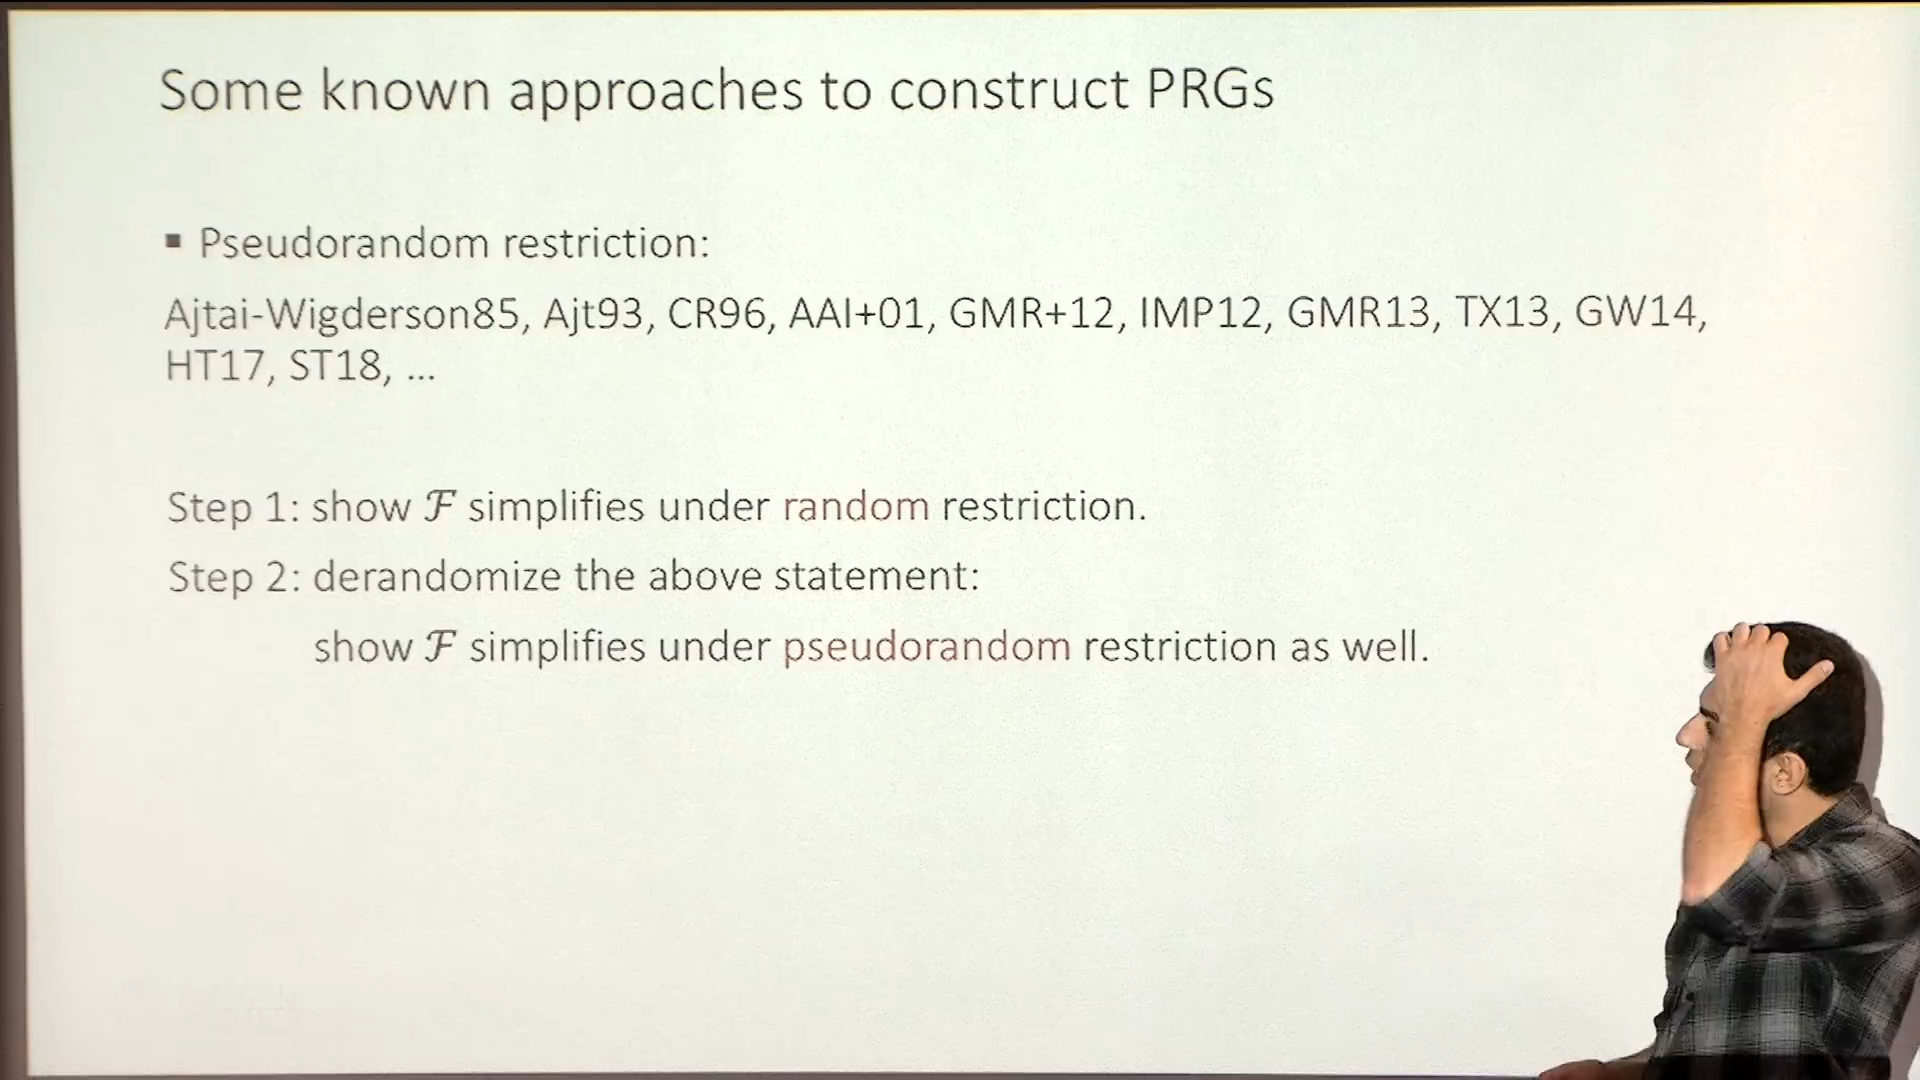 Some known approaches to construct PRGs
▪ Pseudorandom restriction:
Ajtai-Wigderson85, Ajt93, CR96, AAI+01, GMR+12, IMP12, GMR13, TX13, GW14,
HT17, ST18, ...
Step 1: show ℱ simplifies under random restriction.
Step 2: derandomize the above statement:
show ℱ simplifies under pseudorandom restriction as well.